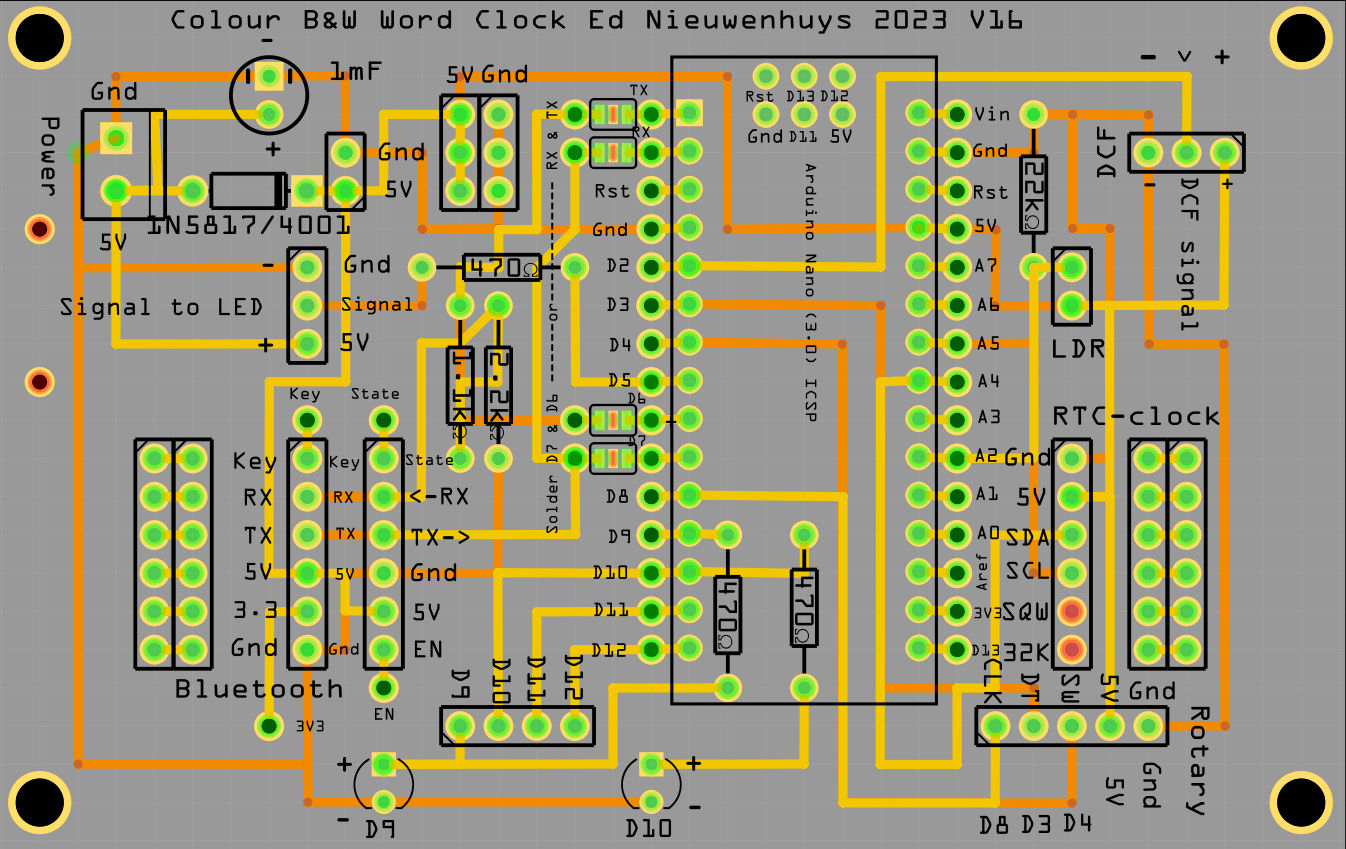 Colour B&W Word Clock Ed Nieuwenhuys 2023 V16
- 1mF 5V Gnd - > +
Gnd TX Rst D13 D12
Power + Gnd RX Gnd D11 5V Vin DCF
RX & TX Gnd
5V Rst Rst 22kΩ - +
1N5817/4001 DCF signal
5V Gnd 5V
- Gnd 470Ω D2 A7
Signal to LED Signal D3 A6
+ 5V D4 A5 LDR
1.1kΩ 2.2kΩ
D5 A4
Arduino Nano (3.0) ICSP
Key State D6 A3 RTC-clock
Solder D7 & D6 ----mirror---- RX & TX
D7
Key Key State A2 Gnd
RX RX <-RX D8 A1 5V
TX TX TX-> D9 A0 SDA
5V 5V Gnd D10 Aref SCL
3.3 5V D11 470Ω 470Ω 3V3 SQW
Gnd Gnd EN D12 D13 32K
Bluetooth D9 D10 D11 D12 CLK DT SW 5V Gnd
EN
3V3 Rotary
+ +
5V Gnd
- D9 D10 - D8 D3 D4